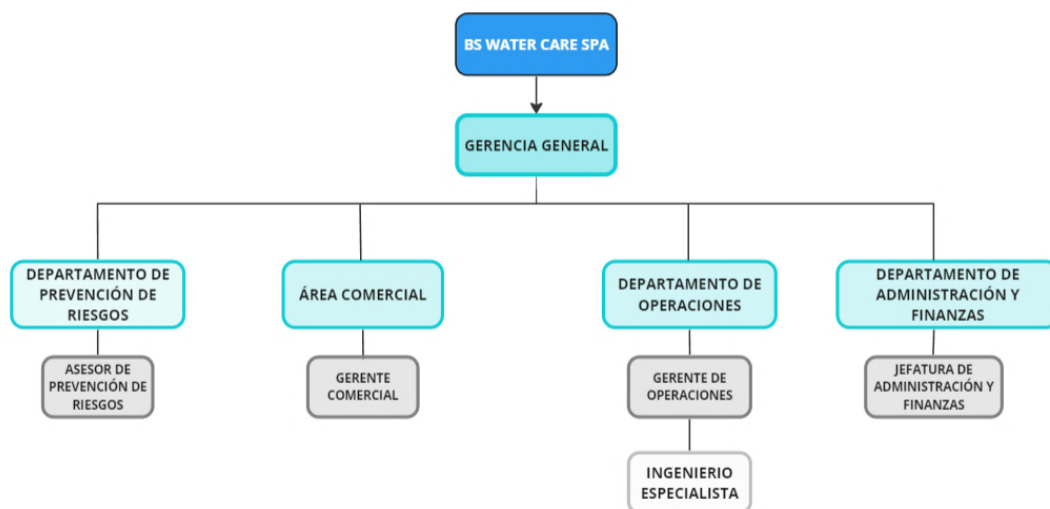 BS WATER CARE SPA
GERENCIA GENERAL
DEPARTAMENTO DE
PREVENCIÓN DE
RIESGOS
ÁREA COMERCIAL
DEPARTAMENTO DE
OPERACIONES
DEPARTAMENTO DE
ADMINISTRACIÓN Y
FINANZAS
ASESOR DE
PREVENCIÓN DE
RIESGOS
GERENTE
COMERCIAL
GERENTE DE
OPERACIONES
JEFATURA DE
ADMINISTRACIÓN Y
FINANZAS
INGENIERIO
ESPECIALISTA